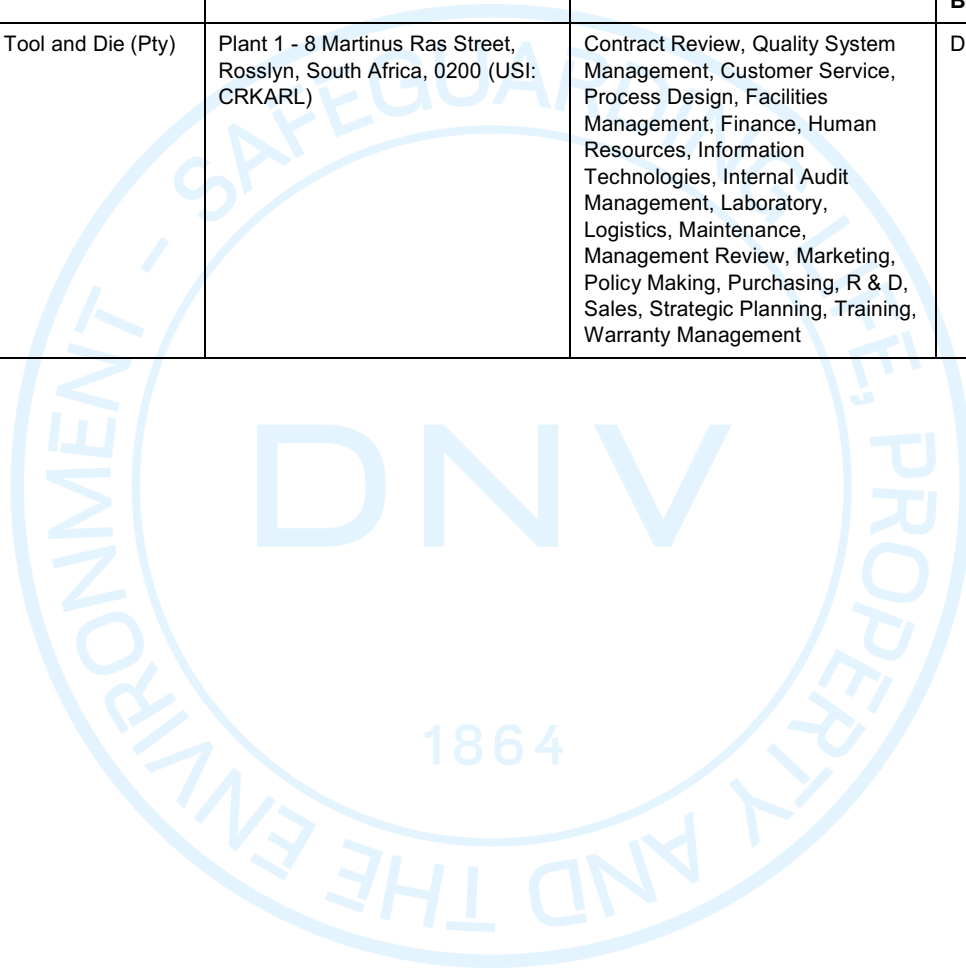 B
Tool and Die (Pty)
Plant 1 - 8 Martinus Ras Street,
Rosslyn, South Africa, 0200 (USI:
CRKARL)
Contract Review, Quality System
Management, Customer Service,
Process Design, Facilities
Management, Finance, Human
Resources, Information
Technologies, Internal Audit
Management, Laboratory,
Logistics, Maintenance,
Management Review, Marketing,
Policy Making, Purchasing, R & D,
Sales, Strategic Planning, Training,
Warranty Management
D
SAFEGUARDING LIFE, PROPERTY AND THE ENVIRONMENT -
DNV
1864